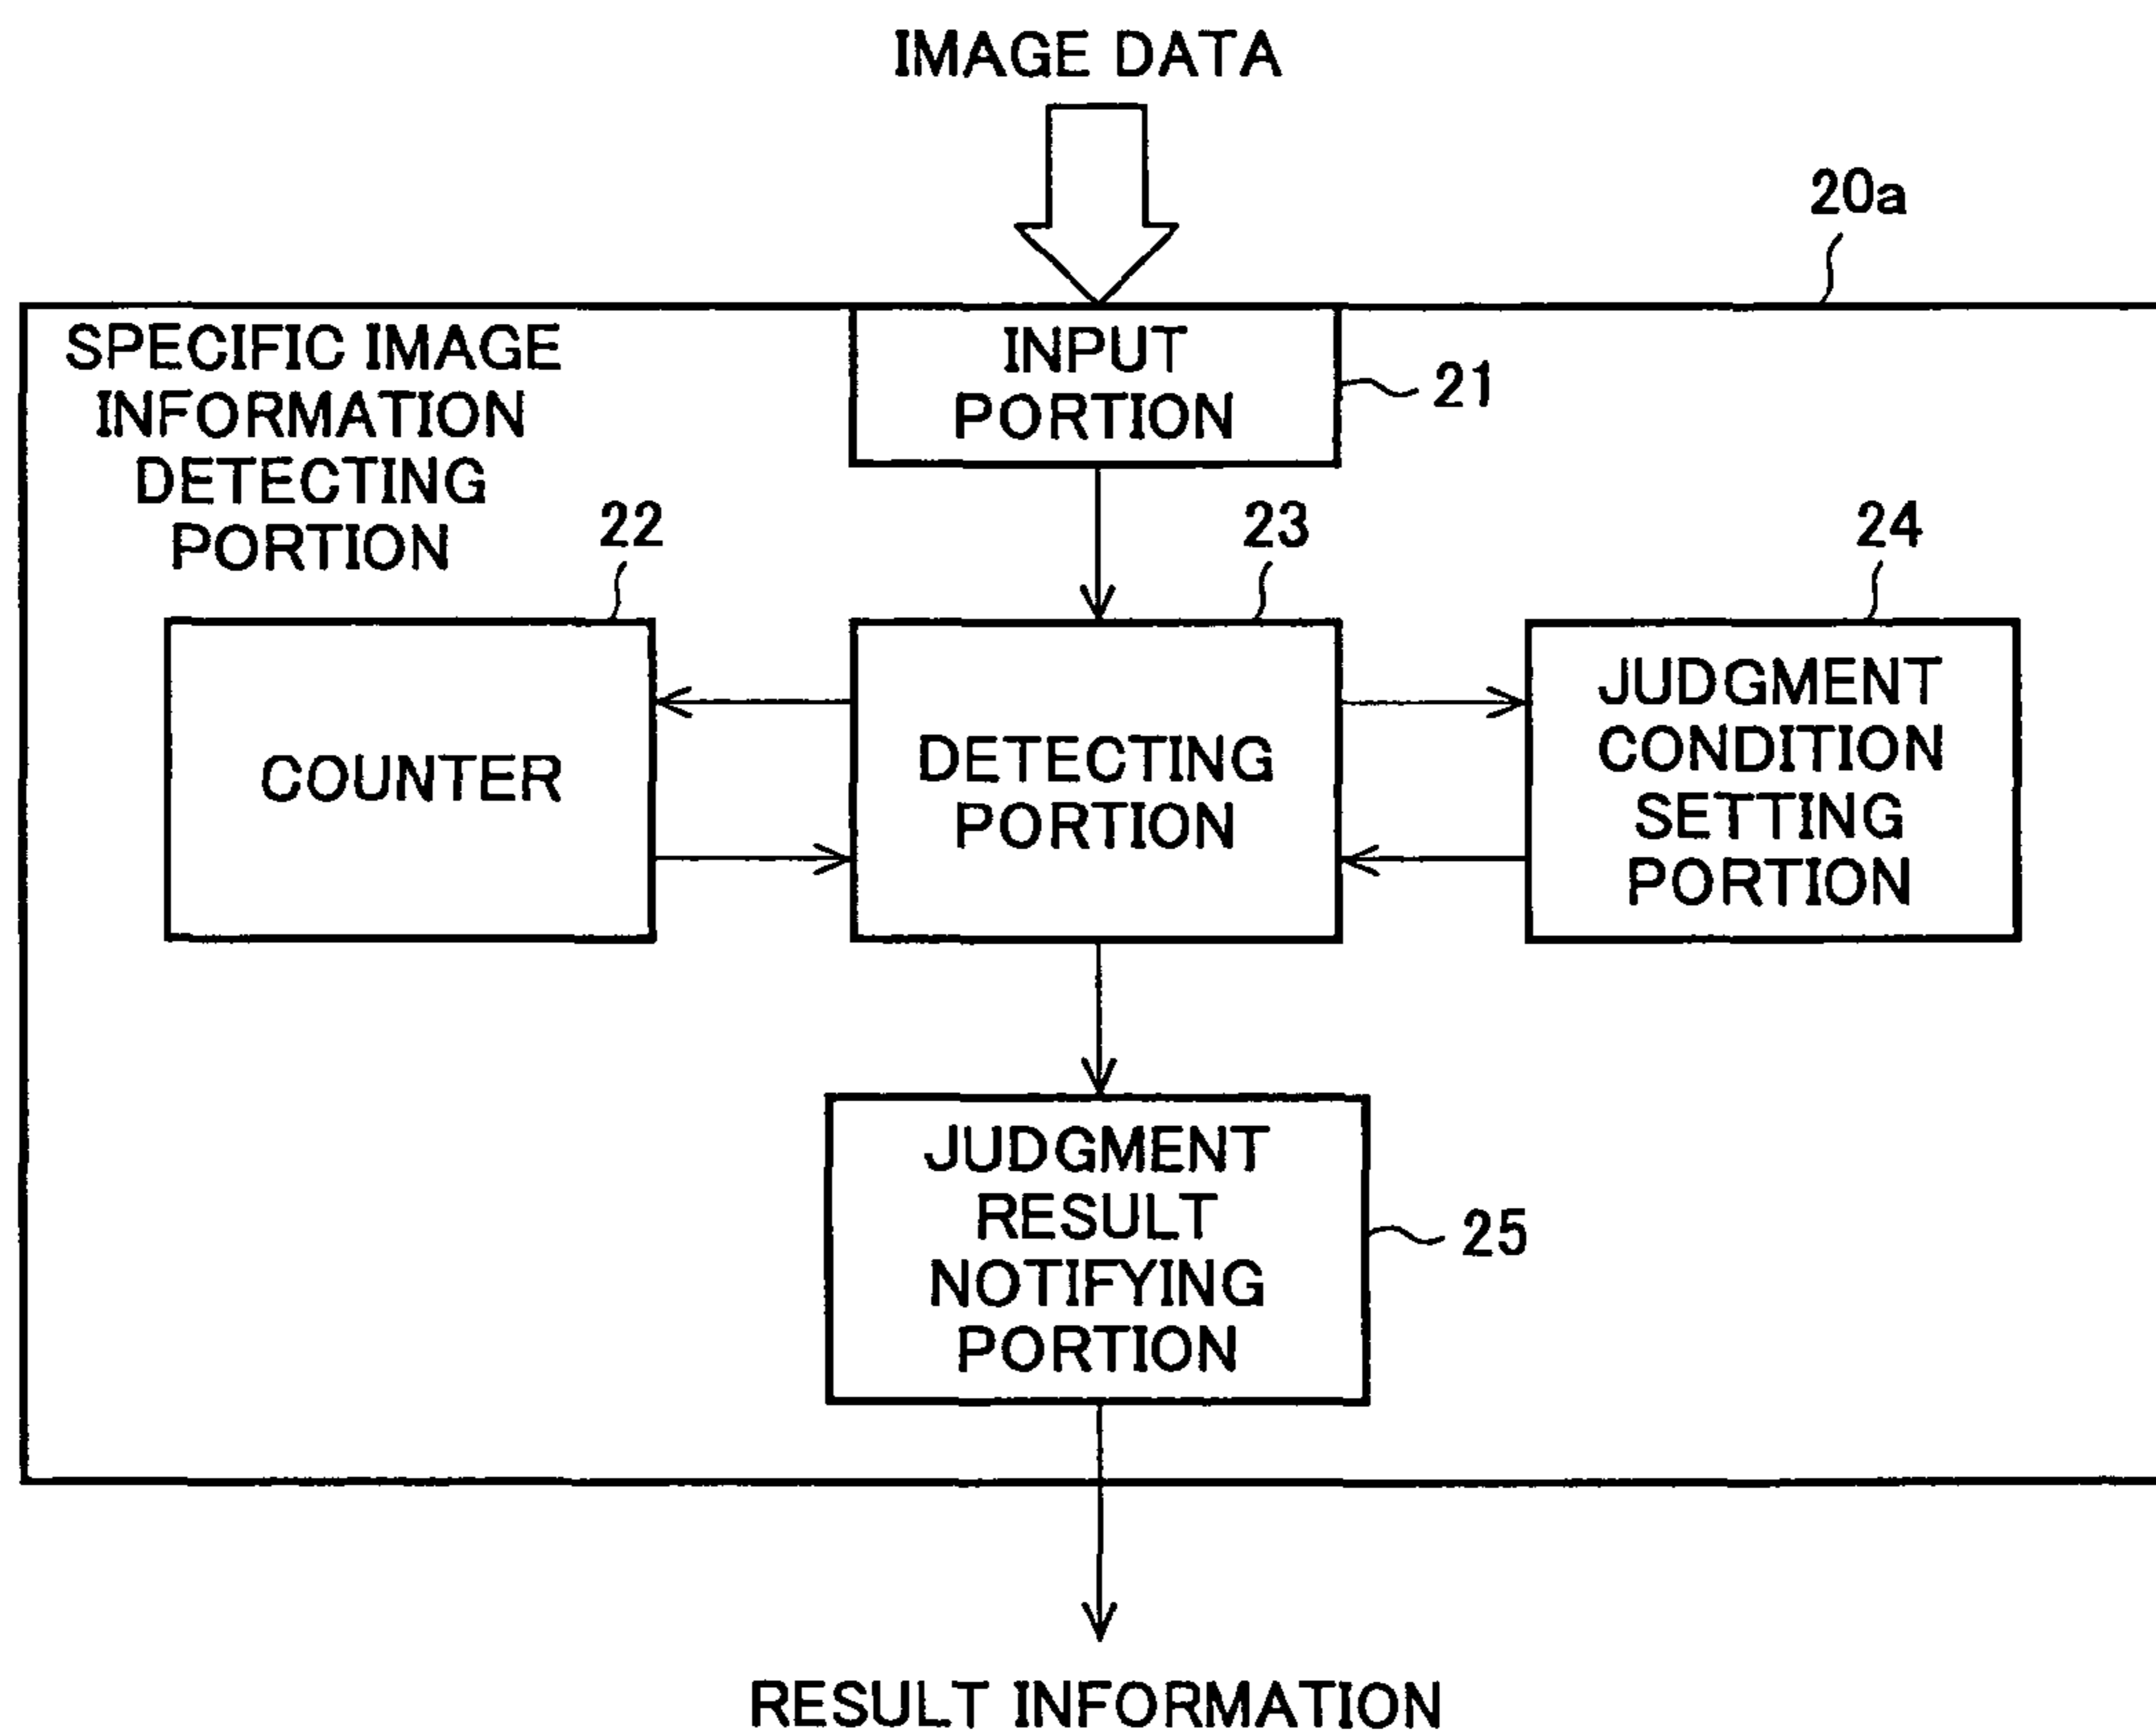 IMAGE DATA
20a
SPECIFIC IMAGE
INFORMATION
DETECTING
PORTION
INPUT
PORTION
21
22
23
24
COUNTER
DETECTING
PORTION
JUDGMENT
CONDITION
SETTING
PORTION
JUDGMENT
RESULT
NOTIFYING
PORTION
25
RESULT INFORMATION